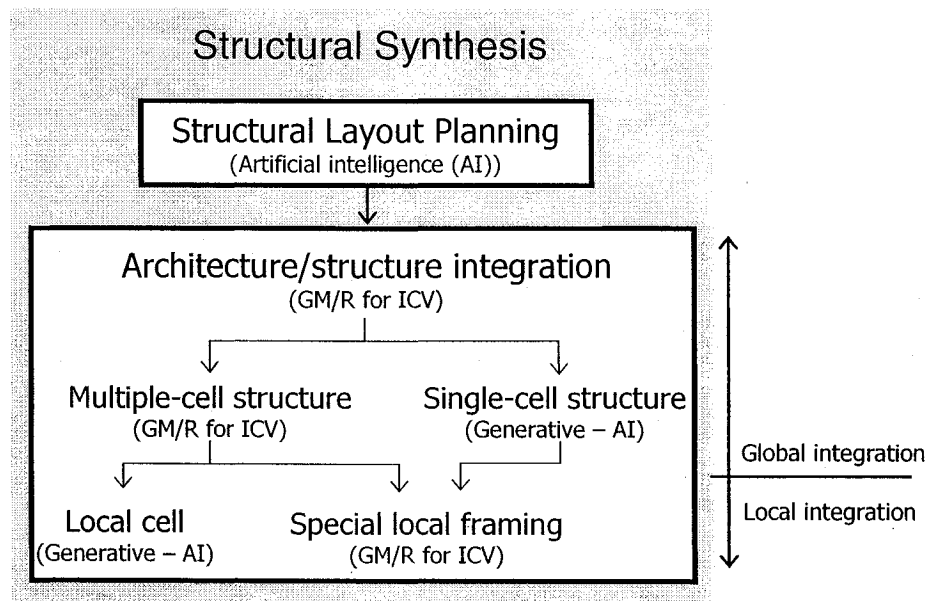 Structural Synthesis
Structural Layout Planning
(Artificial intelligence (AI))
Architecture/structure integration
(GM/R for ICV)
Multiple-cell structure
(GM/R for ICV)
Single-cell structure
(Generative – AI)
Global integration
Local integration
Local cell
(Generative – AI)
Special local framing
(GM/R for ICV)